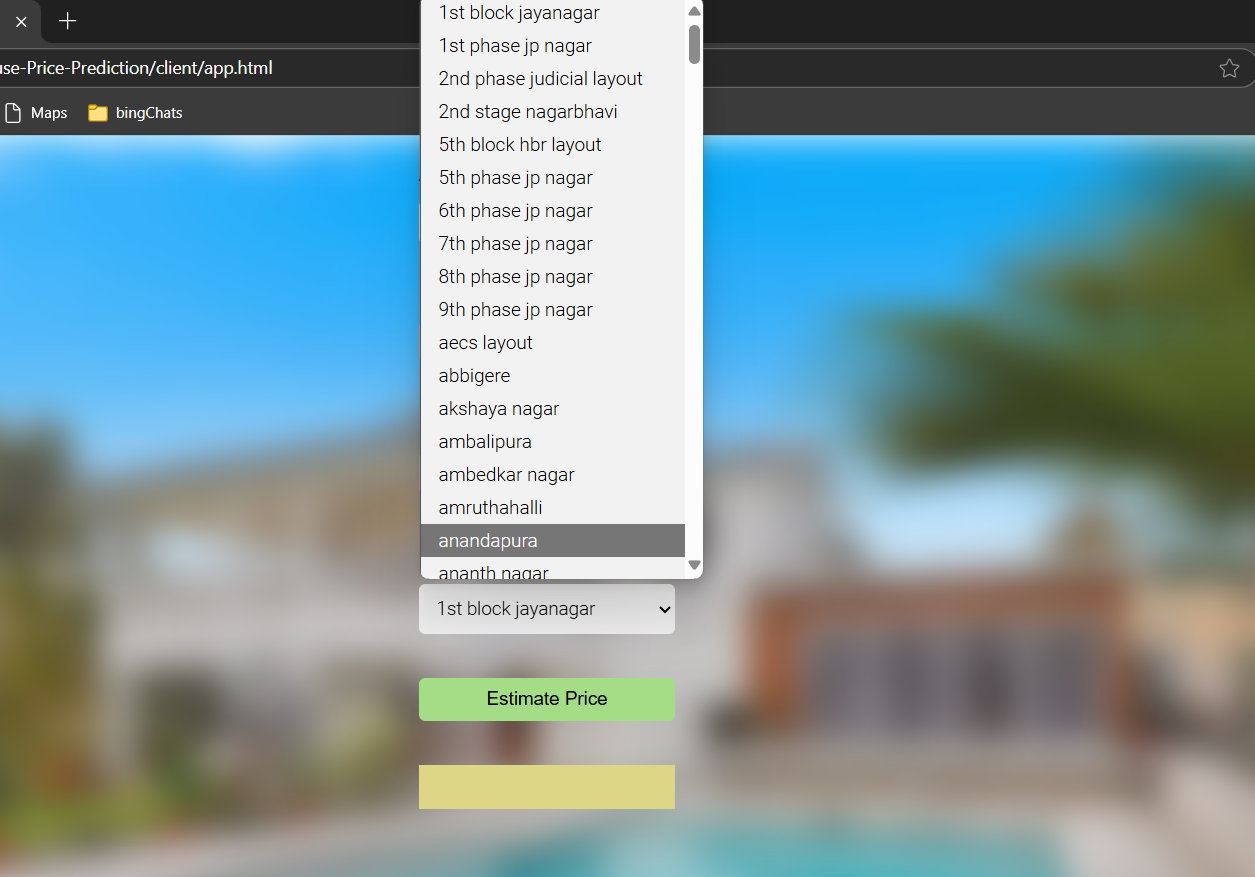 1st block jayanagar
1st phase jp nagar
use-Price-Prediction/client/app.html
2nd phase judicial layout
2nd stage nagarbhavi
Maps
bingChats
5th block hbr layout
5th phase jp nagar
6th phase jp nagar
7th phase jp nagar
8th phase jp nagar
9th phase jp nagar
aecs layout
abbigere
akshaya nagar
ambalipura
ambedkar nagar
amruthahalli
anandapura
ananth nagar
1st block jayanagar
Estimate Price